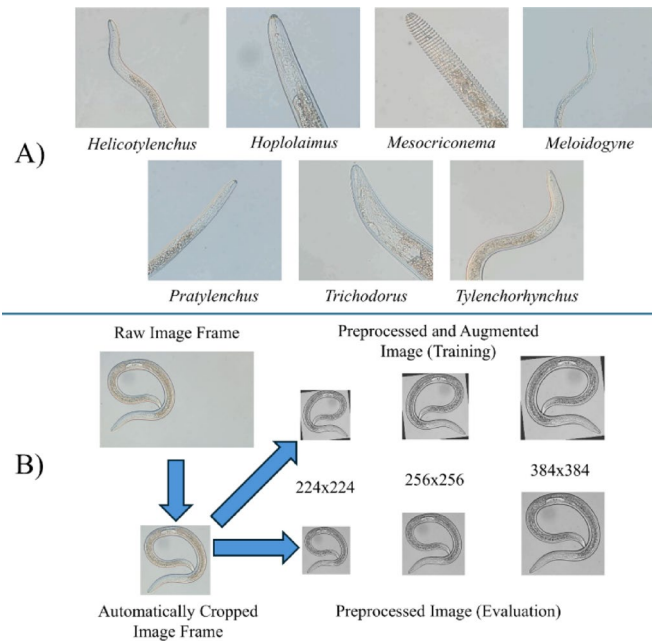 A)
Helicotylenchus
Hoplolaimus
Mesocriconema
Meloidogyne
Pratylenchus
Trichodorus
Tylenchorhynchus
B)
Raw Image Frame
Preprocessed and Augmented
Image (Training)
224x224
256x256
384x384
Automatically Cropped
Image Frame
Preprocessed Image (Evaluation)